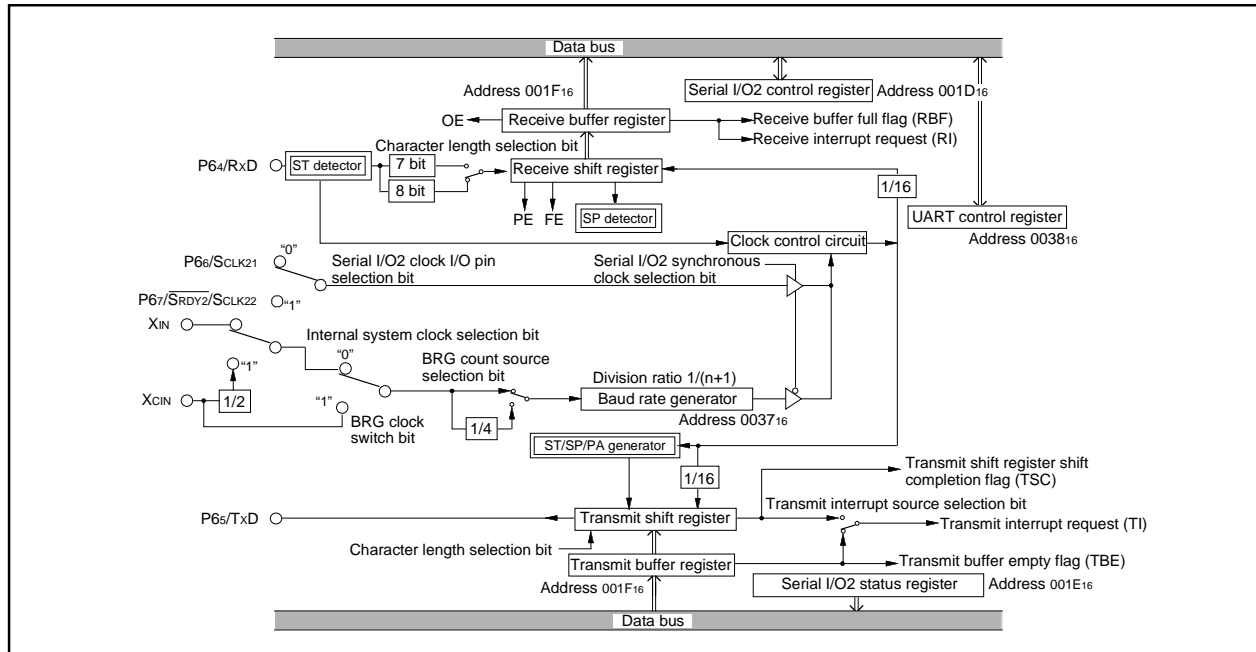 Data bus
Address 001F16
Serial I/O2 control register
Address 001D16
OE
Receive buffer register
Receive buffer full flag (RBF)
Receive interrupt request (RI)
Character length selection bit
P64/RXD
ST detector
7 bit
8 bit
Receive shift register
1/16
PE
FE
SP detector
UART control register
Address 003816
Clock control circuit
P66/SCLK21
"0"
Serial I/O2 clock I/O pin
selection bit
Serial I/O2 synchronous
clock selection bit
P67/SRDY2/SCLK22
"1"
XIN
Internal system clock selection bit
"0"
"1"
BRG count source
selection bit
Division ratio 1/(n+1)
Baud rate generator
Address 003716
XCIN
1/2
"1"
BRG clock
switch bit
1/4
ST/SP/PA generator
1/16
Transmit shift register shift
completion flag (TSC)
Transmit interrupt source selection bit
P65/TXD
Transmit shift register
Transmit interrupt request (TI)
Character length selection bit
Transmit buffer register
Transmit buffer empty flag (TBE)
Address 001F16
Serial I/O2 status register
Address 001E16
Data bus